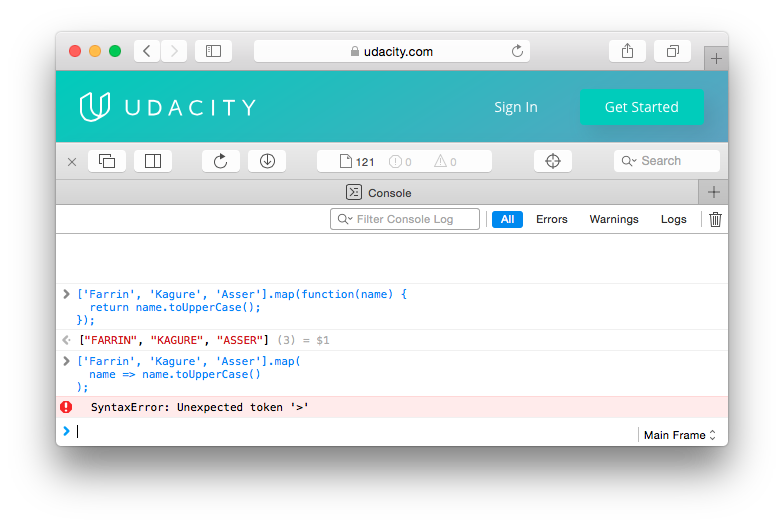 udacity.com
UDACITY
Sign In
Get Started
121
0
0
Search
Console
Filter Console Log
All
Errors
Warnings
Logs
> ['Farrin', 'Kagure', 'Asser'].map(function(name) {
return name.toUpperCase();
});
< ["FARRIN", "KAGURE", "ASSER"] (3) = $1
> ['Farrin', 'Kagure', 'Asser'].map(
name => name.toUpperCase()
);
SyntaxError: Unexpected token '>'
>
Main Frame